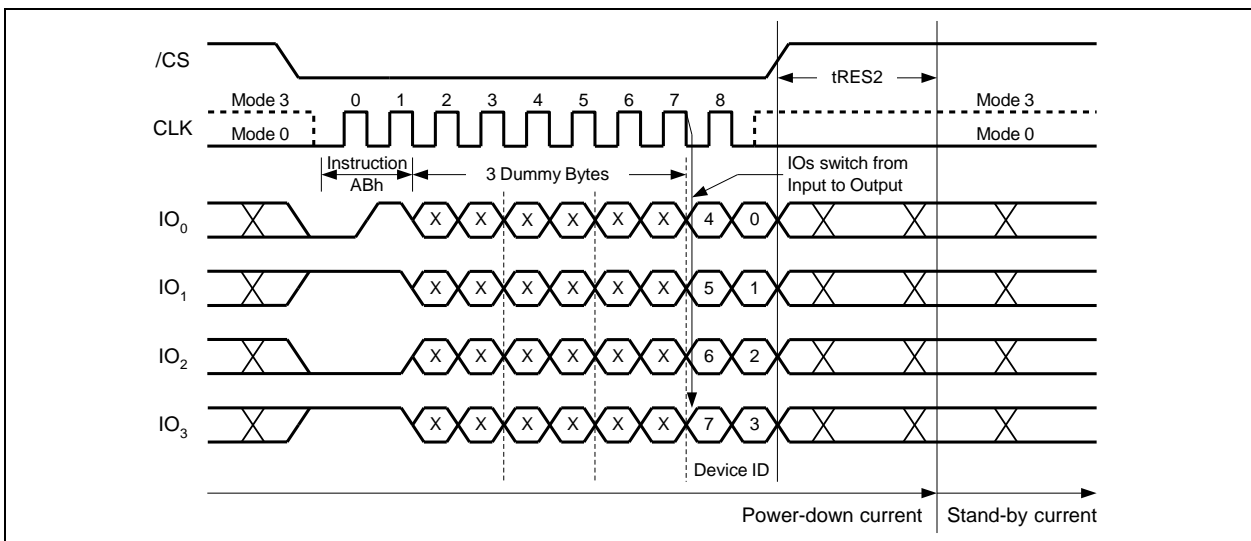 /CS
tRES2
Mode 3
0 1 2 3 4 5 6 7 8
Mode 3
CLK
Mode 0
Mode 0
Instruction
ABh
3 Dummy Bytes
IOs switch from
Input to Output
IO0 X X X X X X 4 0
IO1 X X X X X X 5 1
IO2 X X X X X X 6 2
IO3 X X X X X X 7 3
Device ID
Power-down current
Stand-by current